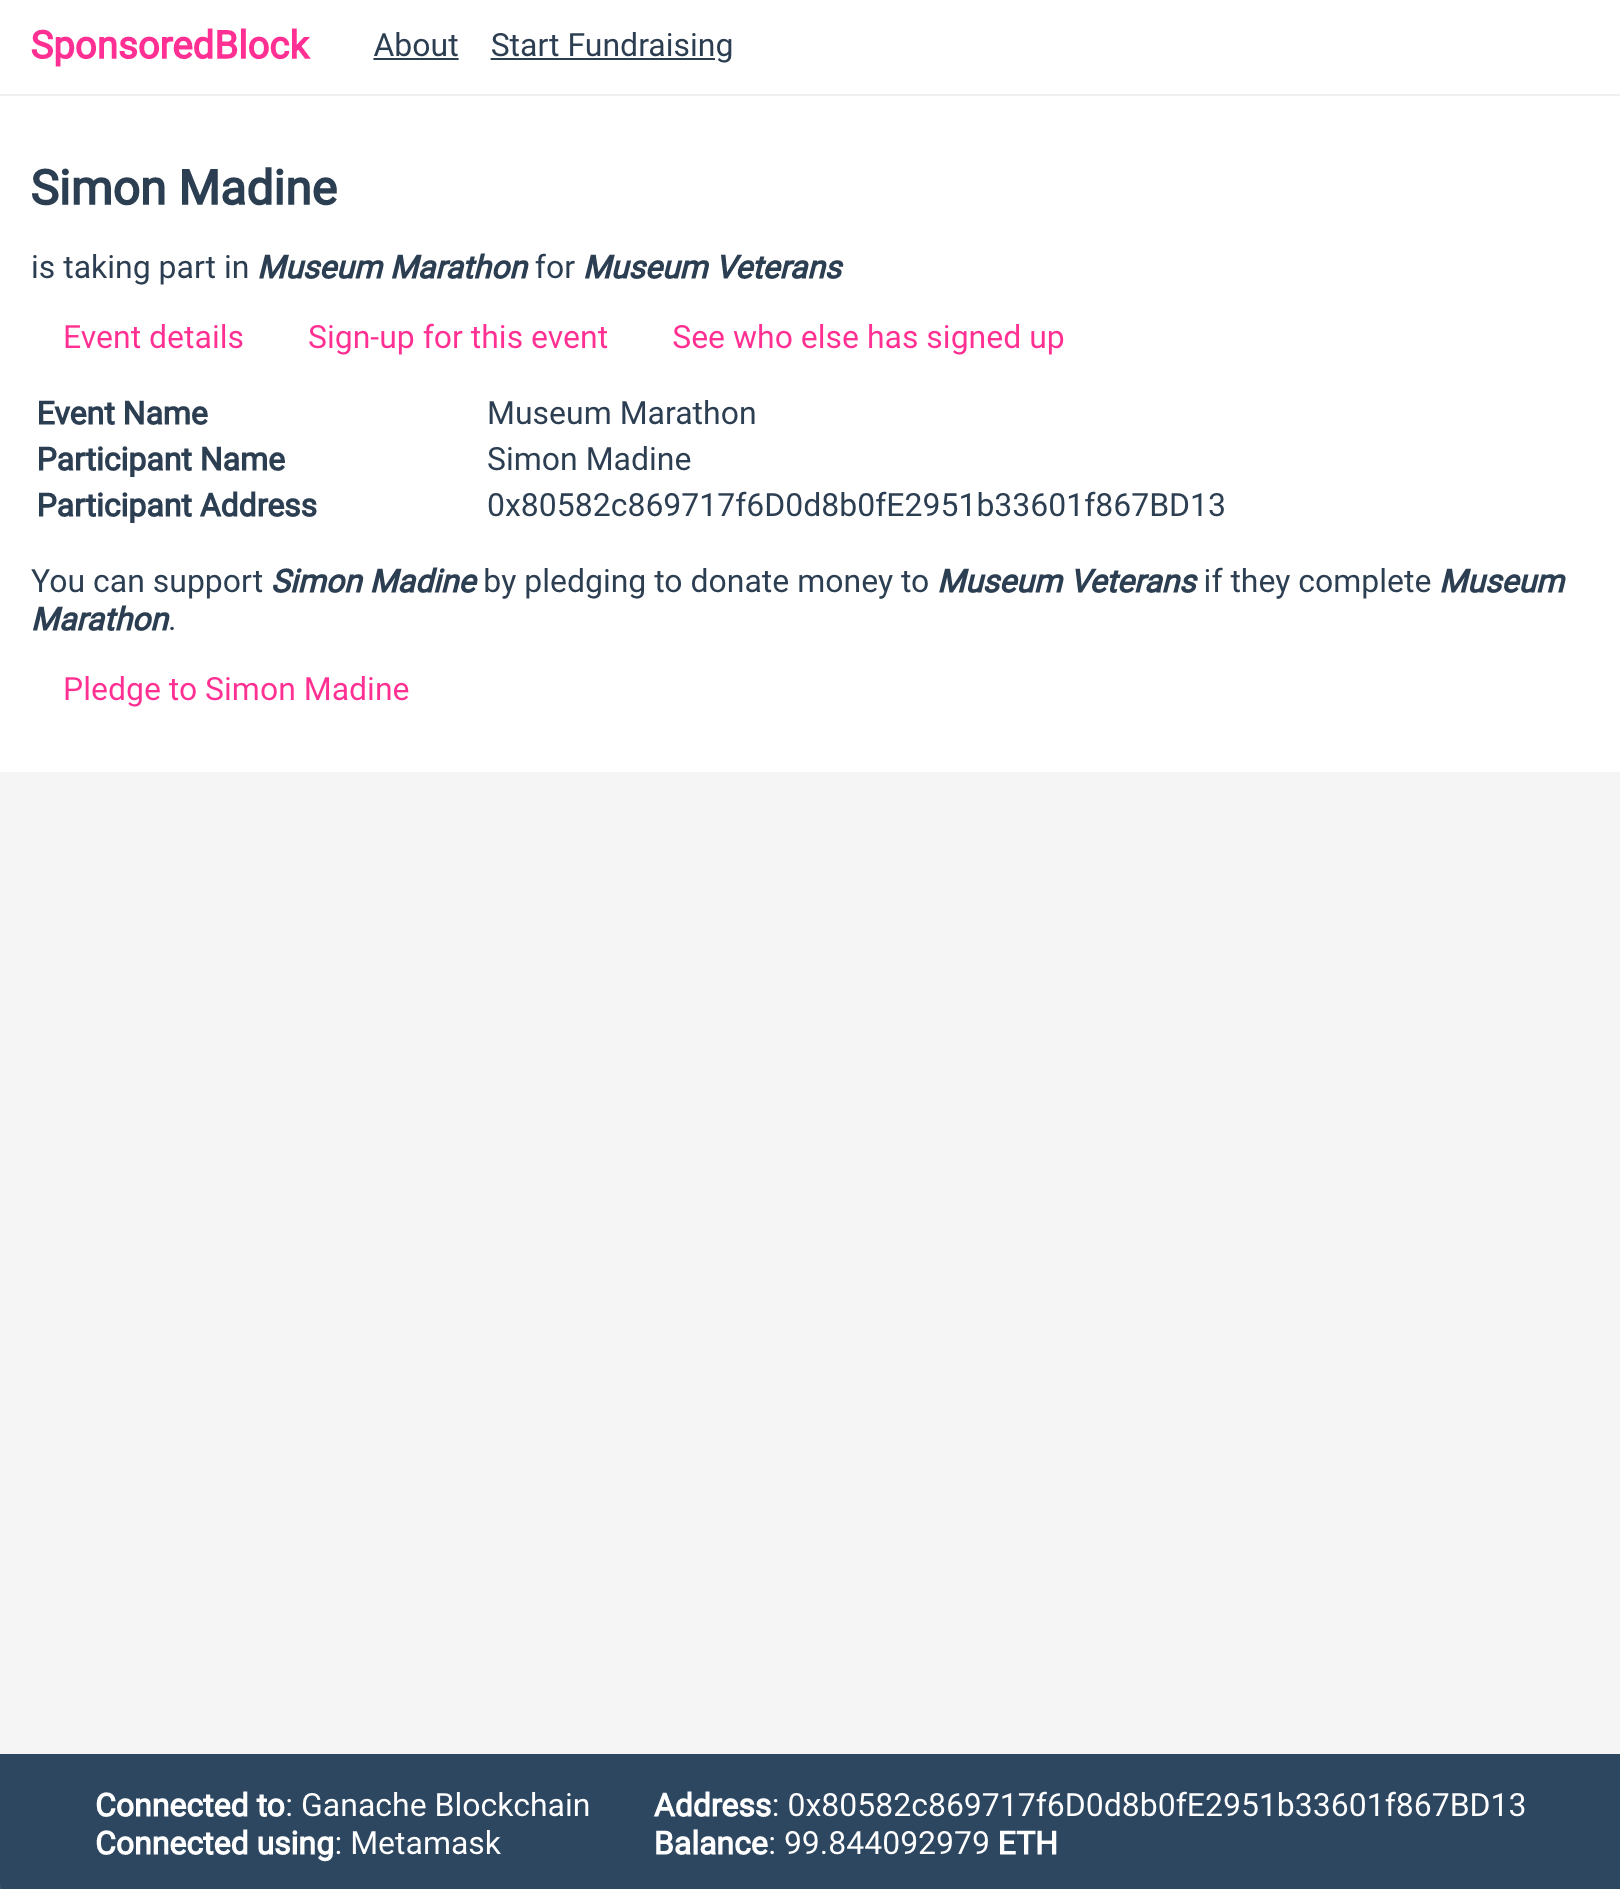 SponsoredBlock About Start Fundraising
Simon Madine
is taking part in Museum Marathon for Museum Veterans
Event details Sign-up for this event See who else has signed up
Event Name Museum Marathon
Participant Name Simon Madine
Participant Address 0x80582c869717f6D0d8b0fE2951b33601f867BD13
You can support Simon Madine by pledging to donate money to Museum Veterans if they complete Museum
Marathon.
Pledge to Simon Madine
Connected to: Ganache Blockchain Address: 0x80582c869717f6D0d8b0fE2951b33601f867BD13
Connected using: Metamask Balance: 99.844092979 ETH